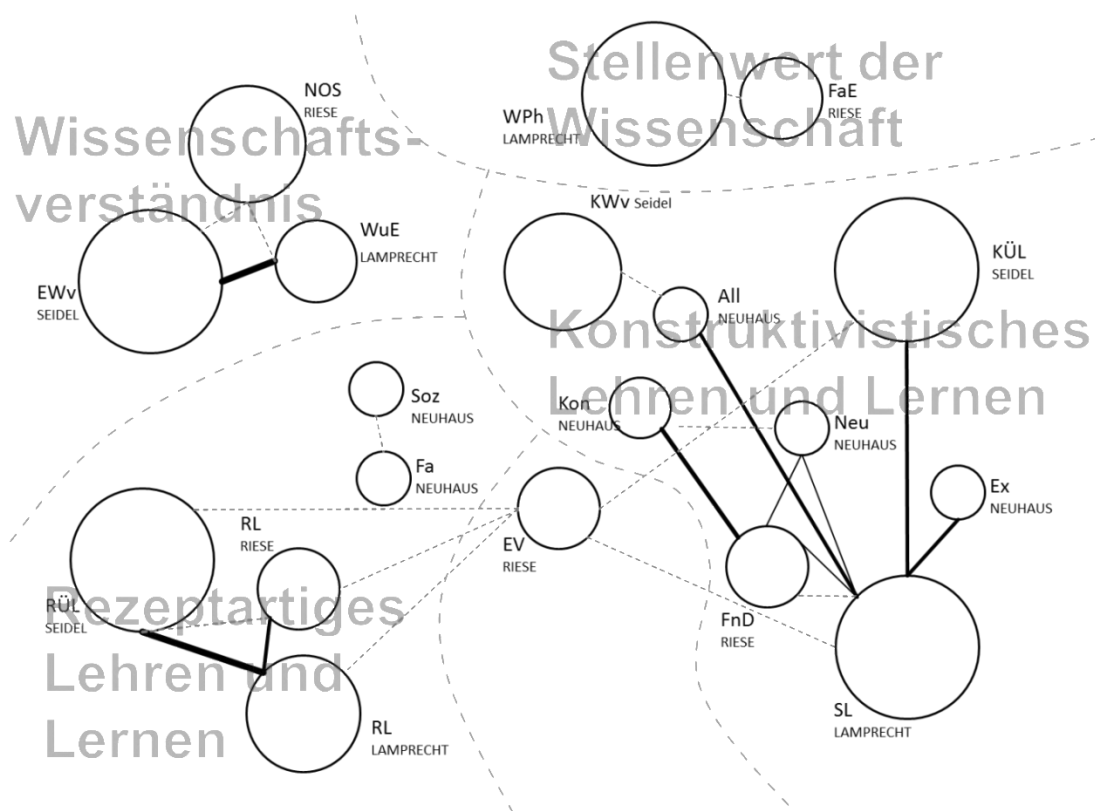 Stellenwert der
Wissenschaft
WPh
LAMPRECHT
FaE
RIESE
Wissenschafts-
verständnis
NOS
RIESE
WuE
LAMPRECHT
EWv
SEIDEL
KWv Seidel
KÜL
SEIDEL
All
NEUHAUS
Konstruktivistisches
Lehren und Lernen
Kon
NEUHAUS
Neu
NEUHAUS
Ex
NEUHAUS
Soz
NEUHAUS
Fa
NEUHAUS
RL
RIESE
EV
RIESE
FnD
RIESE
RÜL
SEIDEL
Rezeptartiges
Lehren und
Lernen
RL
LAMPRECHT
SL
LAMPRECHT